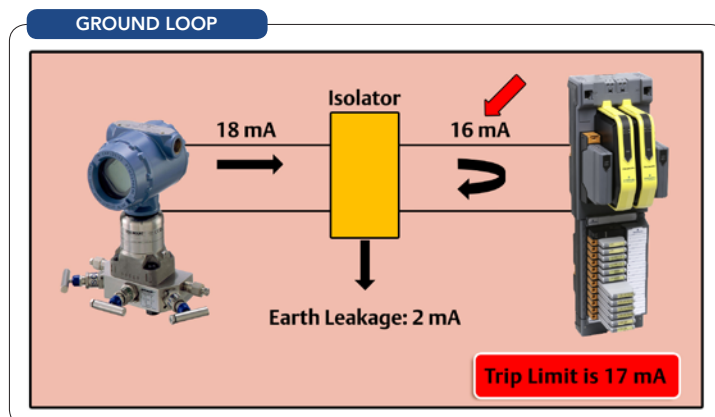 GROUND LOOP
Isolator
18 mA
16 mA
Earth Leakage: 2 mA
Trip Limit is 17 mA